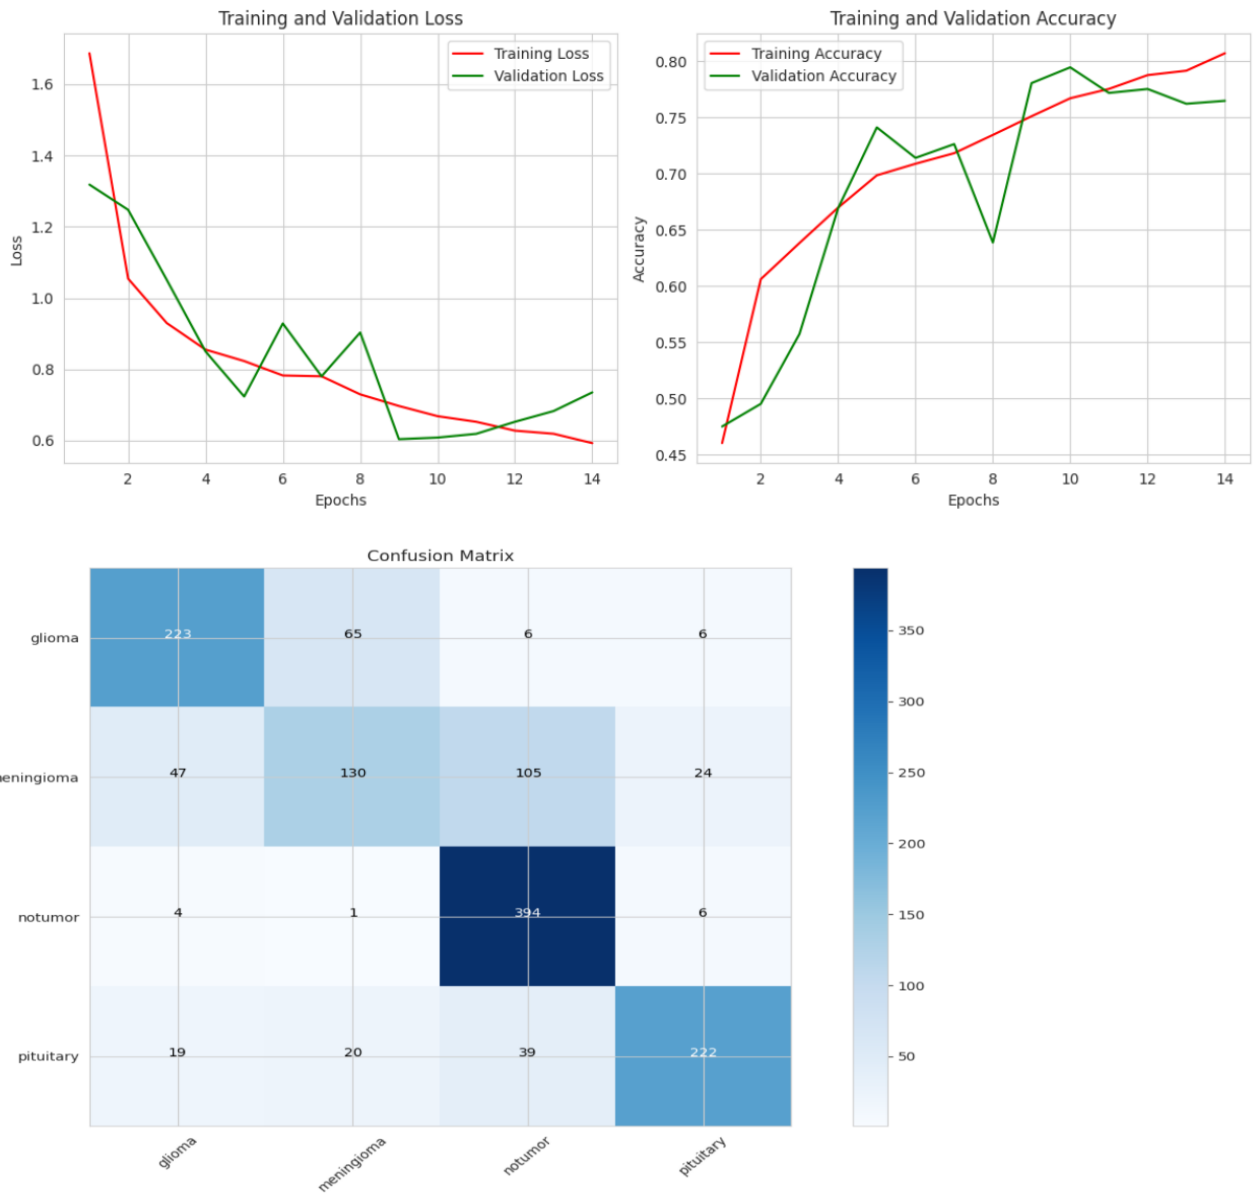 Training and Validation Loss
Training Loss
Validation Loss
1.6
1.4
1.2
1.0
0.8
0.6
Loss
2 4 6 8 10 12 14
Epochs
Training and Validation Accuracy
Training Accuracy
Validation Accuracy
0.80
0.75
0.70
0.65
0.60
0.55
0.50
0.45
Accuracy
2 4 6 8 10 12 14
Epochs
Confusion Matrix
glioma 223 65 6 6
eningioma 47 130 105 24
notumor 4 1 394 6
pituitary 19 20 39 222
glioma meningioma notumor pituitary
350
300
250
200
150
100
50